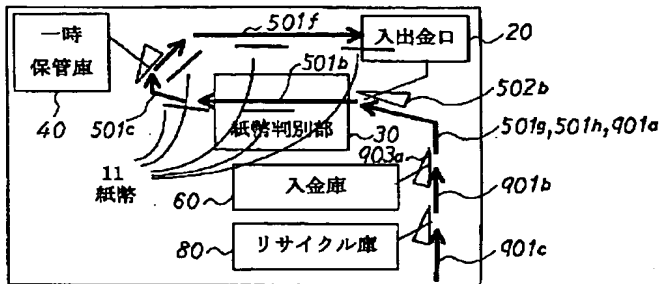 一時
保管庫
40
501c
501f
501b
入出金口
20
502b
紙幣判別部
30
501g,501h,901a
903a
11
紙幣
入金庫
60
901b
リサイクル庫
80
901c